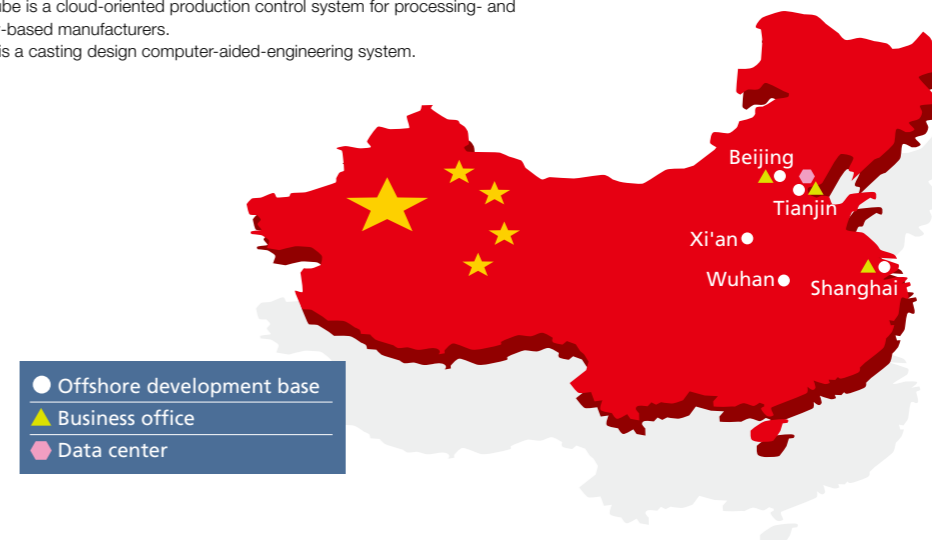 is a cloud-oriented production control system for processing- and
-based manufacturers.
is a casting design computer-aided-engineering system.
Beijing
Tianjin
Xi'an
Wuhan
Shanghai
Offshore development base
Business office
Data center